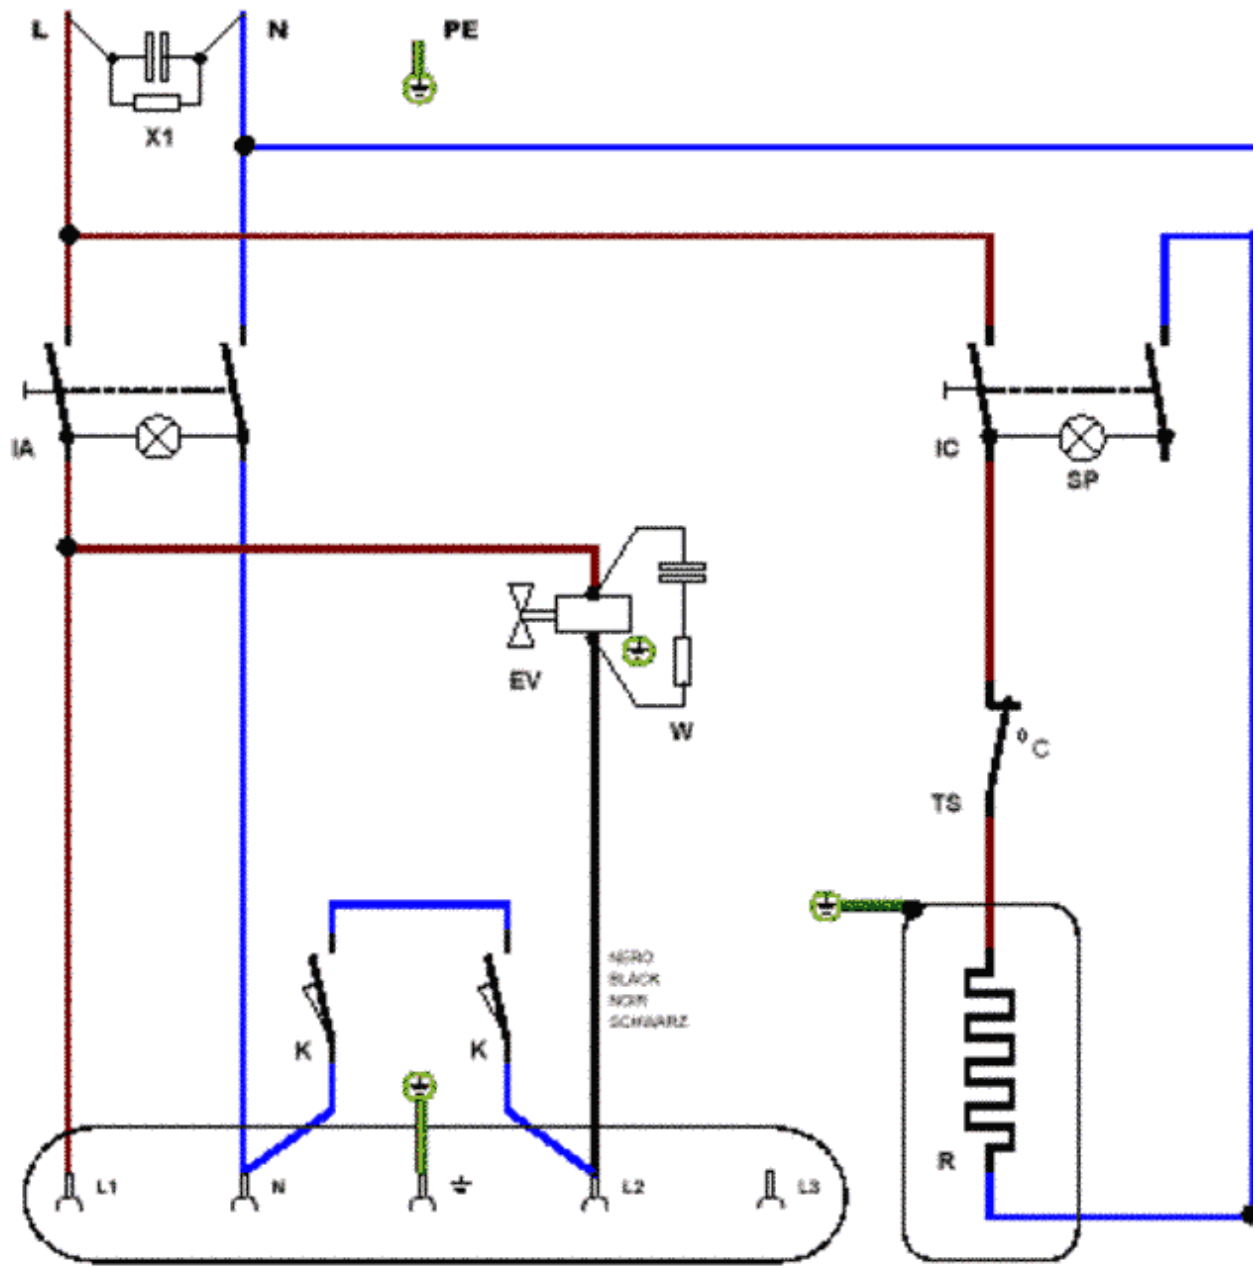 L N PE
X1
IA IC
SP
EV
W
°C
TS
NERO
BLACK
NOIR
SCHWARZ
K K
R
L1 N L2 L3